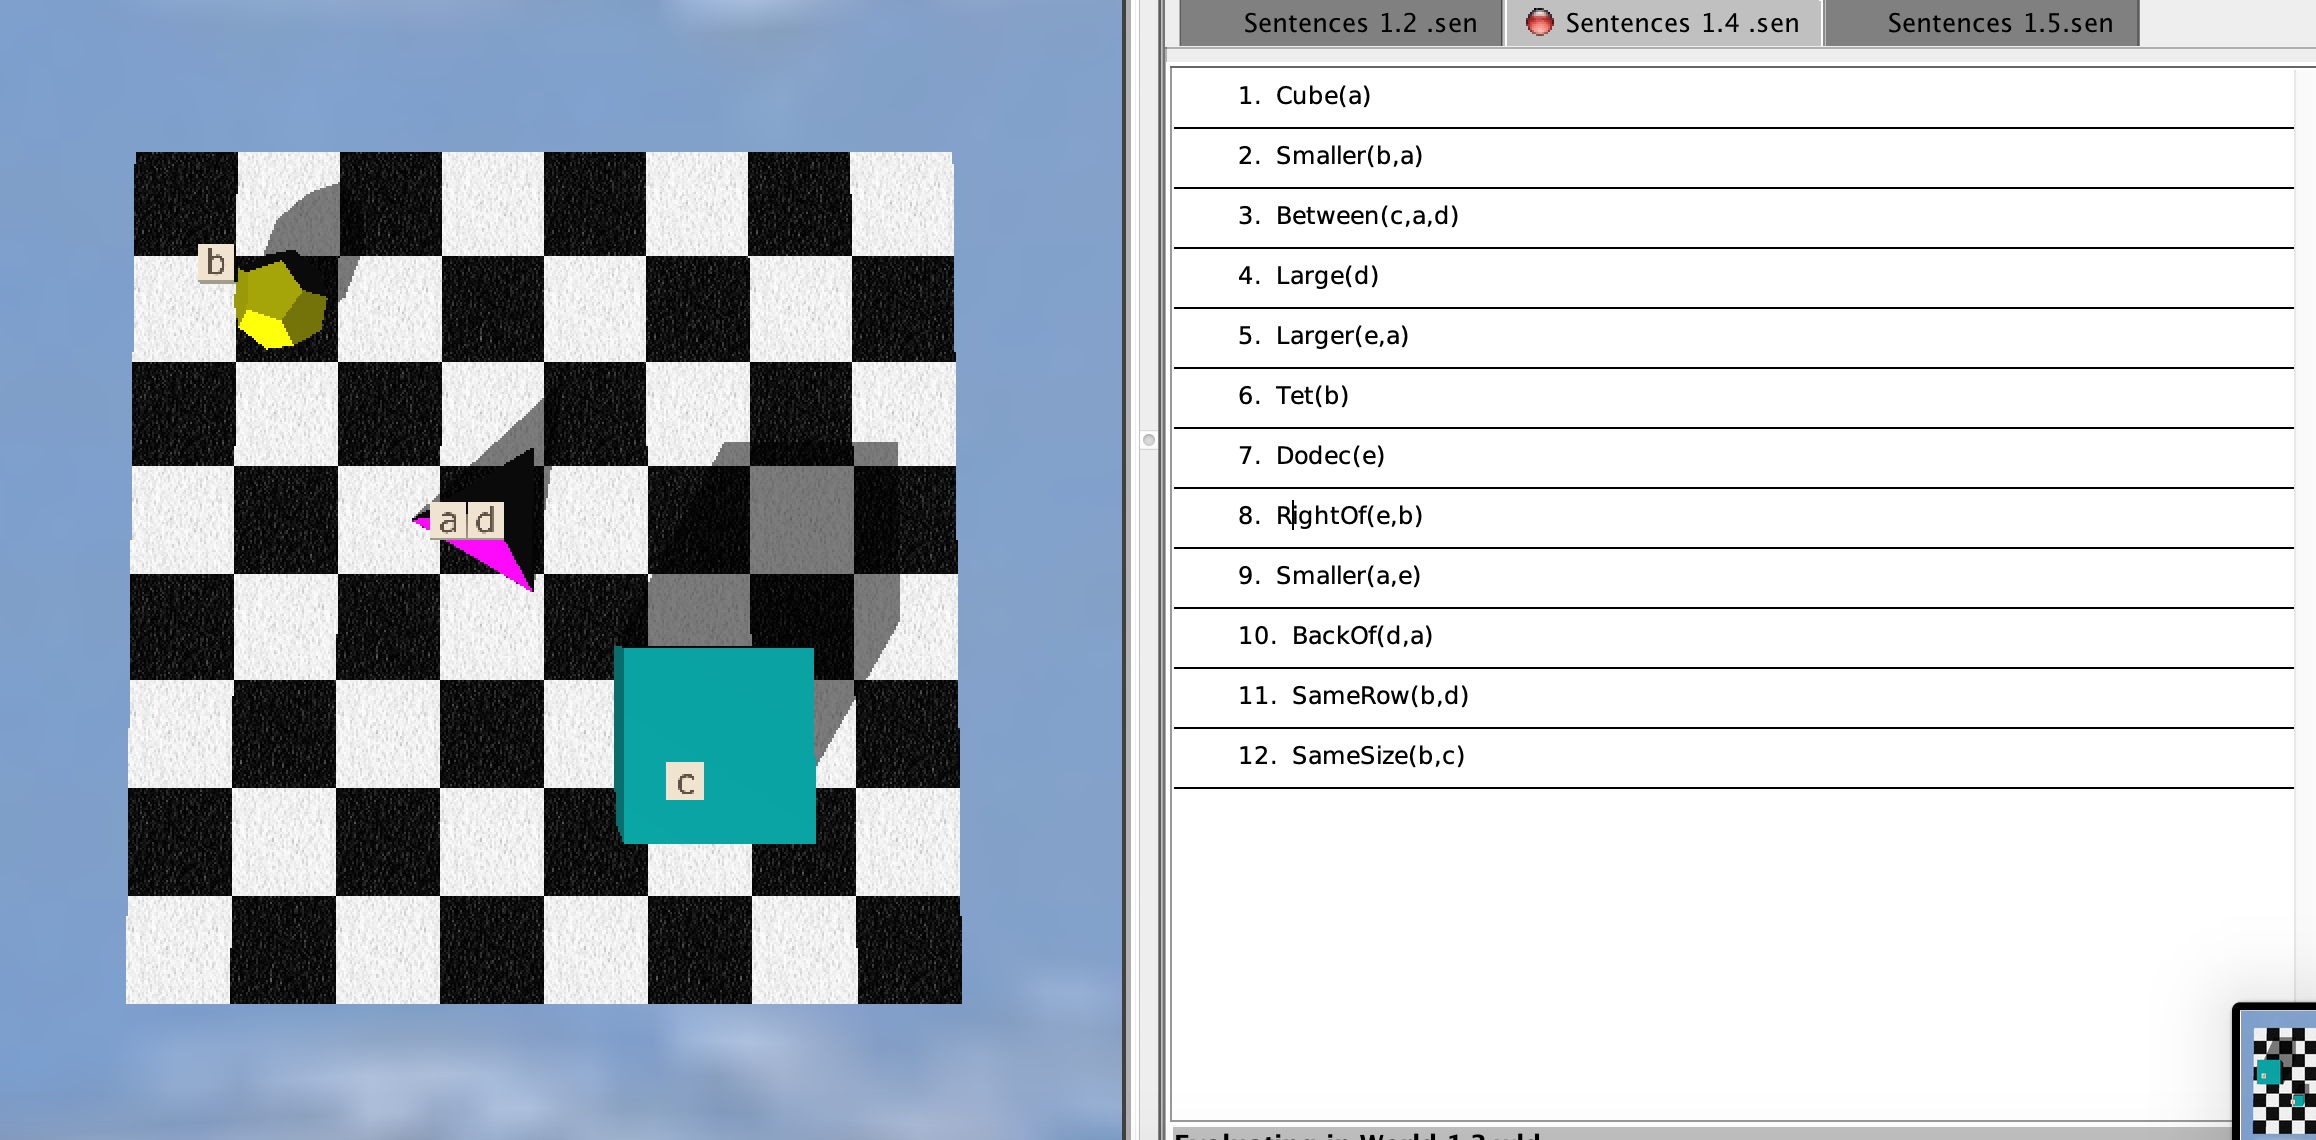 Sentences 1.2 .sen Sentences 1.4 .sen Sentences 1.5.sen
b
a d
c
1. Cube(a)
2. Smaller(b,a)
3. Between(c,a,d)
4. Large(d)
5. Larger(e,a)
6. Tet(b)
7. Dodec(e)
8. RightOf(e,b)
9. Smaller(a,e)
10. BackOf(d,a)
11. SameRow(b,d)
12. SameSize(b,c)